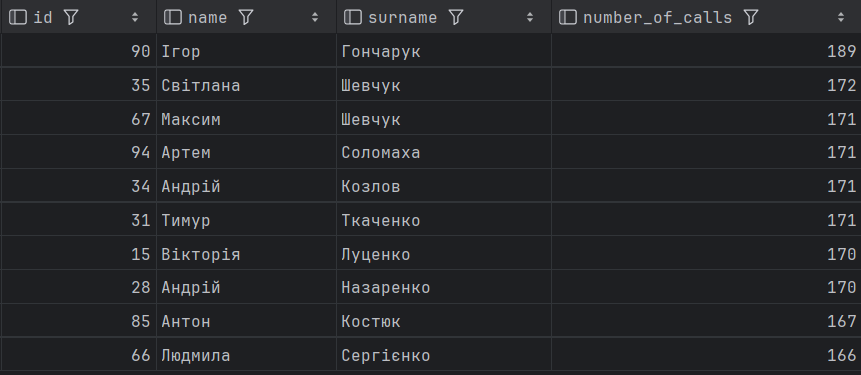 id name surname number_of_calls
90 Ігор Гончарук 189
35 Світлана Шевчук 172
67 Максим Шевчук 171
94 Артем Соломаха 171
34 Андрій Козлов 171
31 Тимур Ткаченко 171
15 Вікторія Луценко 170
28 Андрій Назаренко 170
85 Антон Костюк 167
66 Людмила Сергієнко 166